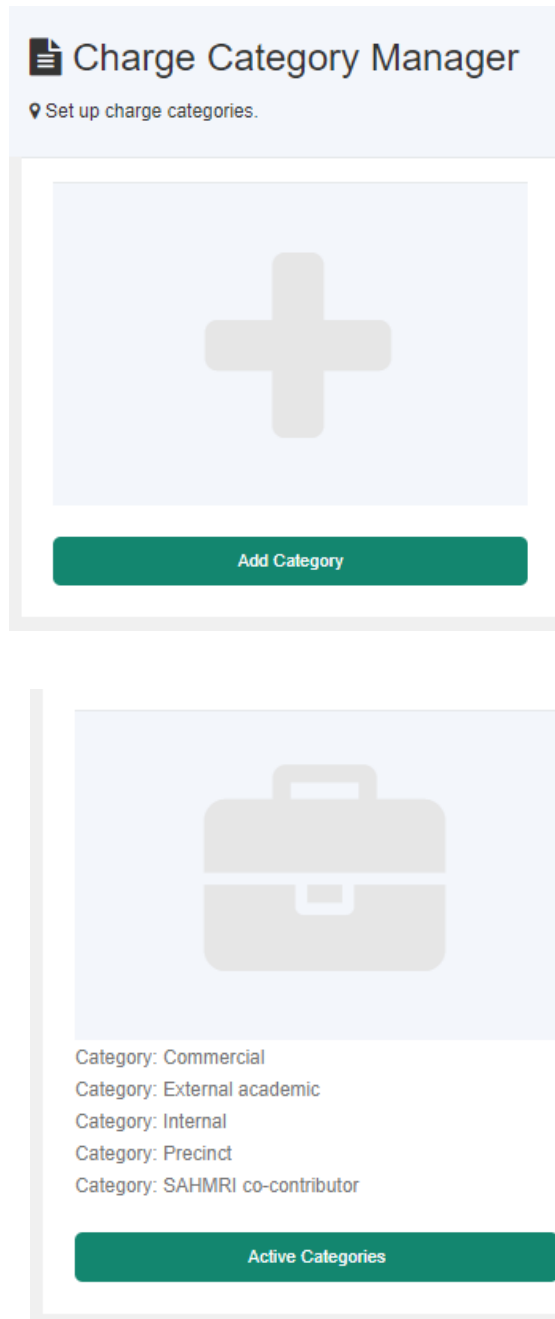 Charge Category Manager
Set up charge categories.
Add Category
Category: Commercial
Category: External academic
Category: Internal
Category: Precinct
Category: SAHMRI co-contributor
Active Categories